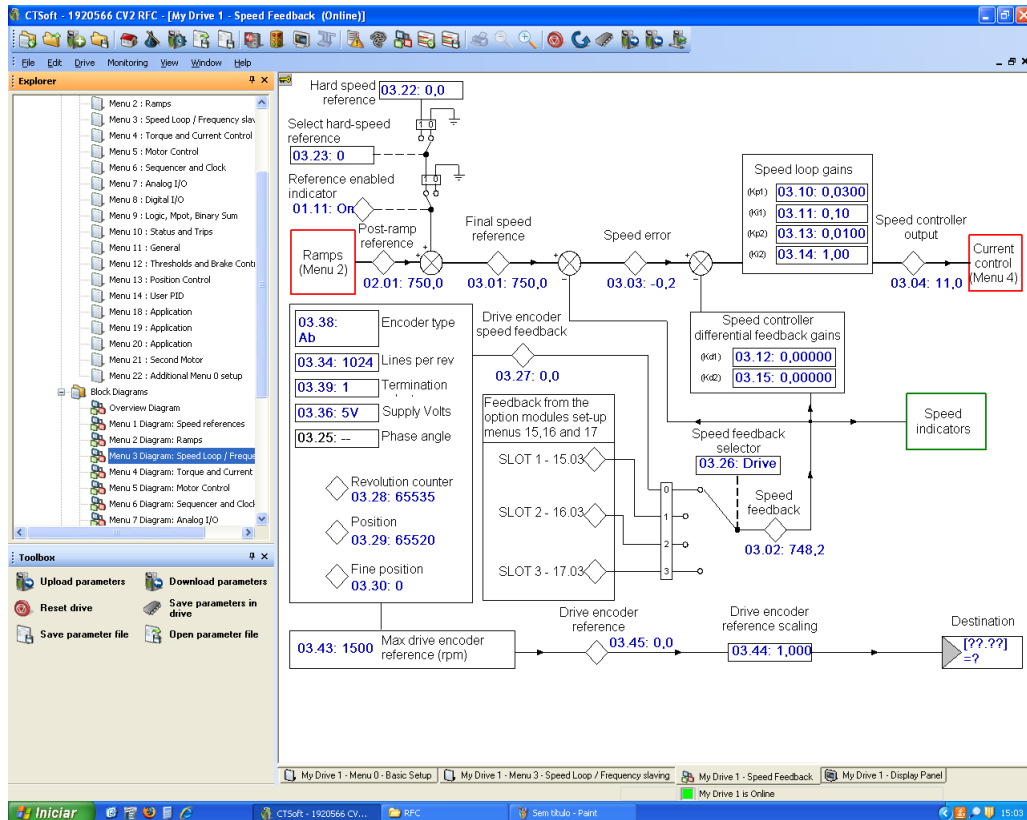 CTSoft - 1920566 CV2 RFC - [My Drive 1 - Speed Feedback (Online)]
File Edit Drive Monitoring View Window Help
Explorer
Menu 2 : Ramps
Menu 3 : Speed Loop / Frequency slav
Menu 4 : Torque and Current Control
Menu 5 : Motor Control
Menu 6 : Sequencer and Clock
Menu 7 : Analog I/O
Menu 8 : Digital I/O
Menu 9 : Logic, Mpot, Binary Sum
Menu 10 : Status and Trips
Menu 11 : General
Menu 12 : Thresholds and Brake Contr
Menu 13 : Position Control
Menu 14 : User PID
Menu 18 : Application
Menu 19 : Application
Menu 20 : Application
Menu 21 : Second Motor
Menu 22 : Additional Menu 0 setup
Block Diagrams
Overview Diagram
Menu 1 Diagram: Speed references
Menu 2 Diagram: Ramps
Menu 3 Diagram: Speed Loop / Freque
Menu 4 Diagram: Torque and Current
Menu 5 Diagram: Motor Control
Menu 6 Diagram: Sequencer and Clock
Menu 7 Diagram: Analog I/O
Toolbox
Upload parameters
Download parameters
Reset drive
Save parameters in drive
Save parameter file
Open parameter file
Hard speed reference
03.22: 0,0
1 0
Select hard-speed reference
03.23: 0
1 0
Reference enabled indicator
01.11: On
Ramps (Menu 2)
Post-ramp reference
02.01: 750,0
Final speed reference
03.01: 750,0
Speed error
03.03: -0,2
Speed loop gains
(Kp1) 03.10: 0,0300
(Ki1) 03.11: 0,10
(Kp2) 03.13: 0,0100
(Ki2) 03.14: 1,00
Speed controller output
03.04: 11,0
Current control (Menu 4)
03.38: Ab
Encoder type
03.34: 1024
Lines per rev
03.39: 1
Termination
03.36: 5V
Supply Volts
03.25: --
Phase angle
Revolution counter
03.28: 65535
Position
03.29: 65520
Fine position
03.30: 0
Drive encoder speed feedback
03.27: 0,0
Feedback from the option modules set-up menus 15,16 and 17
SLOT 1 - 15.03
SLOT 2 - 16.03
SLOT 3 - 17.03
0
1
2
3
Speed controller differential feedback gains
(Kd1) 03.12: 0,00000
(Kd2) 03.15: 0,00000
Speed indicators
Speed feedback selector
03.26: Drive
Speed feedback
03.02: 748,2
03.43: 1500
Max drive encoder reference (rpm)
Drive encoder reference
03.45: 0,0
Drive encoder reference scaling
03.44: 1,000
Destination
[??.??]
=?
My Drive 1 - Menu 0 - Basic Setup
My Drive 1 - Menu 3 - Speed Loop / Frequency slaving
My Drive 1 - Speed Feedback
My Drive 1 - Display Panel
My Drive 1 is Online
Iniciar
CTSoft - 1920566 CV...
RFC
Sem título - Paint
15:03